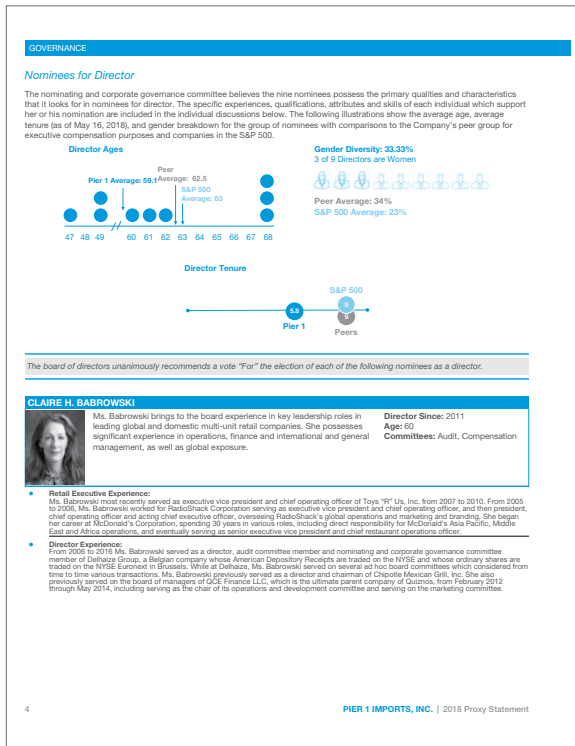 GOVERNANCE
Nominees for Director
The nominating and corporate governance committee believes the nine nominees possess the primary qualities and characteristics
that it looks for in nominees for director. The specific experiences, qualifications, attributes and skills of each individual which support
her or his nomination are included in the individual discussions below. The following illustrations show the average age, average
tenure (as of May 16, 2018), and gender breakdown for the group of nominees with comparisons to the Company's peer group for
executive compensation purposes and companies in the S&P 500.
Director Ages
Pier 1 Average: 59.1
Peer
Average: 62.5
S&P 500
Average: 63
47 48 49 // 60 61 62 63 64 65 66 67 68
Gender Diversity: 33.33%
3 of 9 Directors are Women
Peer Average: 34%
S&P 500 Average: 23%
Director Tenure
S&P 500
9
5.8
9
Pier 1
Peers
The board of directors unanimously recommends a vote "For" the election of each of the following nominees as a director.
CLAIRE H. BABROWSKI
Ms. Babrowski brings to the board experience in key leadership roles in
leading global and domestic multi-unit retail companies. She possesses
significant experience in operations, finance and international and general
management, as well as global exposure.
Director Since: 2011
Age: 60
Committees: Audit, Compensation
• Retail Executive Experience:
Ms. Babrowski most recently served as executive vice president and chief operating officer of Toys "R" Us, Inc. from 2007 to 2010. From 2005
to 2006, Ms. Babrowski worked for RadioShack Corporation serving as executive vice president and chief operating officer, and then president,
chief operating officer and acting chief executive officer, overseeing RadioShack's global operations and marketing and branding. She began
her career at McDonald's Corporation, spending 30 years in various roles, including direct responsibility for McDonald's Asia Pacific, Middle
East and Africa operations, and eventually serving as senior executive vice president and chief restaurant operations officer.
• Director Experience:
From 2006 to 2016 Ms. Babrowski served as a director, audit committee member and nominating and corporate governance committee
member of Delhaize Group, a Belgian company whose American Depository Receipts are traded on the NYSE and whose ordinary shares are
traded on the NYSE Euronext in Brussels. While at Delhaize, Ms. Babrowski served on several ad hoc board committees which considered from
time to time various transactions. Ms. Babrowski previously served as a director and chairman of Chipotle Mexican Grill, Inc. She also
previously served on the board of managers of QCE Finance LLC, which is the ultimate parent company of Quiznos, from February 2012
through May 2014, including serving as the chair of its operations and development committee and serving on the marketing committee.
4
PIER 1 IMPORTS, INC. | 2018 Proxy Statement